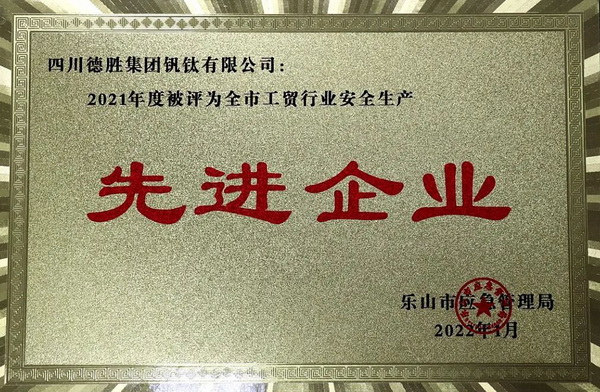 四川德胜集团钒钛有限公司：
2021年度被评为全市工贸行业安全生产
先进企业
乐山市应急管理局
2022年1月